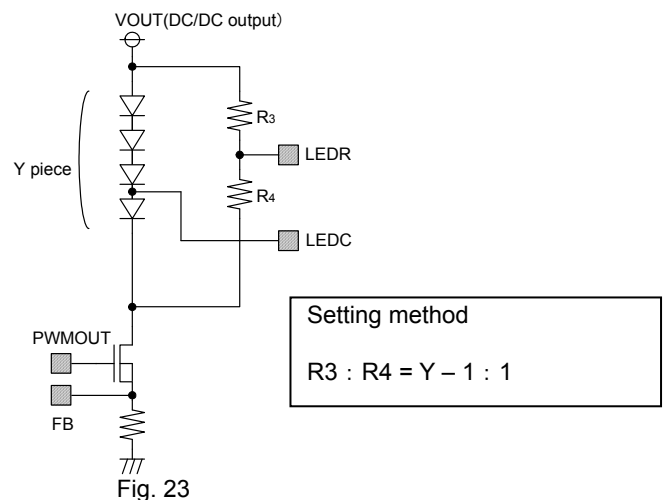 VOUT(DC/DC output)
R3
LEDR
Y piece
R4
LEDC
PWMOUT
FB
Setting method
R3 : R4 = Y – 1 : 1
Fig. 23